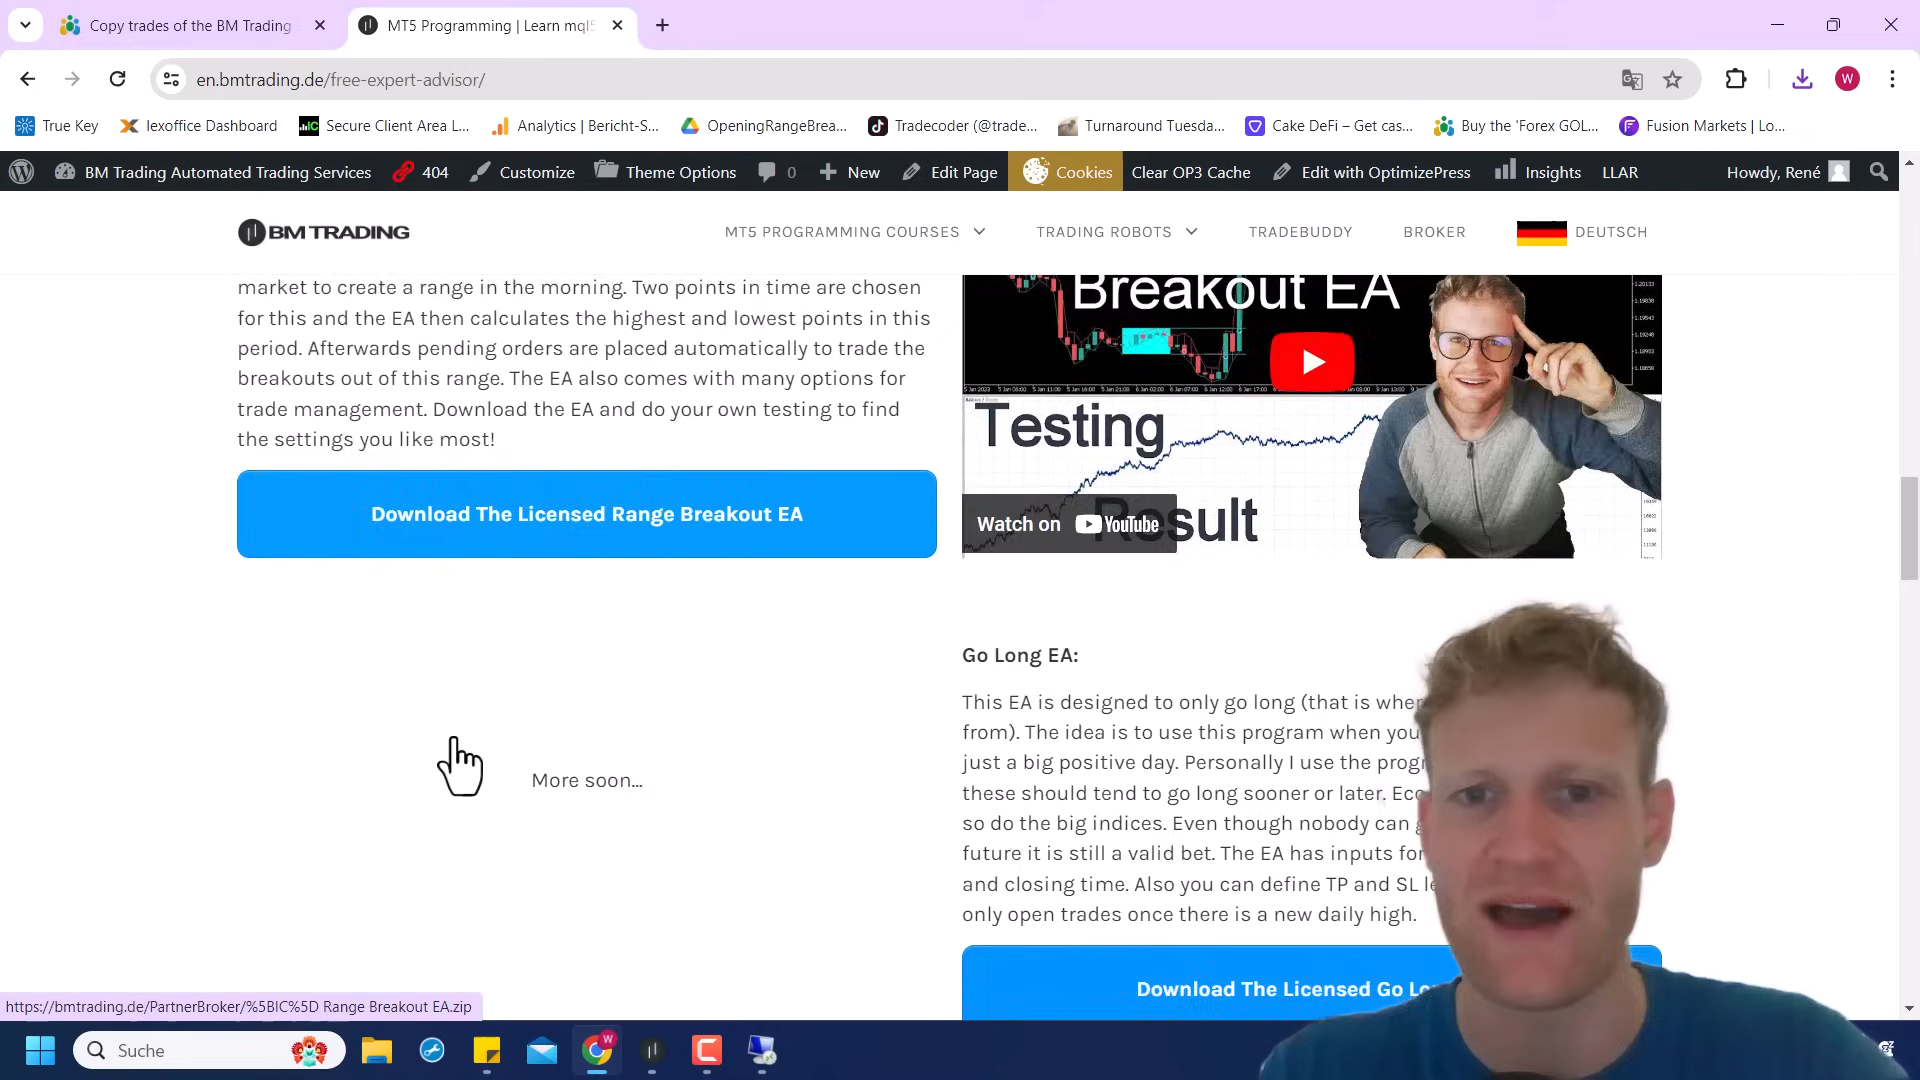 Copy trades of the BM Trading
MT5 Programming | Learn mql5
en.bmtrading.de/free-expert-advisor/
W
True Key
lexoffice Dashboard
Secure Client Area L...
Analytics | Bericht-S...
OpeningRangeBrea...
Tradecoder (@trade...
Turnaround Tuesda...
Cake DeFi – Get cas...
Buy the 'Forex GOL...
Fusion Markets | Lo...
BM Trading Automated Trading Services
404
Customize
Theme Options
0
New
Edit Page
Cookies
Clear OP3 Cache
Edit with OptimizePress
Insights
LLAR
Howdy, René
BM TRADING
MT5 PROGRAMMING COURSES
TRADING ROBOTS
TRADEBUDDY
BROKER
DEUTSCH
market to create a range in the morning. Two points in time are chosen
for this and the EA then calculates the highest and lowest points in this
period. Afterwards pending orders are placed automatically to trade the
breakouts out of this range. The EA also comes with many options for
trade management. Download the EA and do your own testing to find
the settings you like most!
Download The Licensed Range Breakout EA
Breakout EA
Testing
Result
Watch on YouTube
More soon...
Go Long EA:
This EA is designed to only go long (that is wher
from). The idea is to use this program when you
just a big positive day. Personally I use the progr
these should tend to go long sooner or later. Eco
so do the big indices. Even though nobody can
future it is still a valid bet. The EA has inputs for
and closing time. Also you can define TP and SL le
only open trades once there is a new daily high.
Download The Licensed Go Lo
https://bmtrading.de/PartnerBroker/%5BIC%5D Range Breakout EA.zip
Suche
W